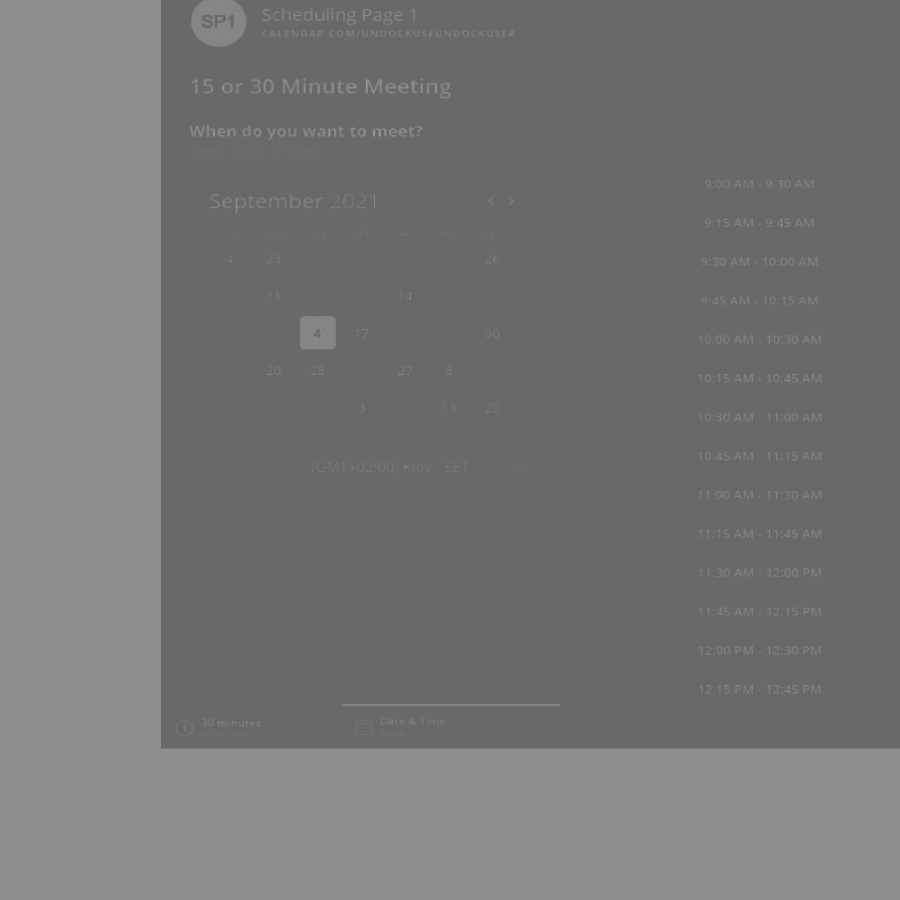 SP1
Scheduling Page 1
CALENDAR.COM/UNDOCKUSEUNDOCKUSER
15 or 30 Minute Meeting
When do you want to meet?
Select a date and time
September 2021
4 23 26
11 14
4 17 30
20 28 27 8
3 13 22
(GMT+02:00) Kiev EET
9:00 AM - 9:30 AM
9:15 AM - 9:45 AM
9:30 AM - 10:00 AM
9:45 AM - 10:15 AM
10:00 AM - 10:30 AM
10:15 AM - 10:45 AM
10:30 AM - 11:00 AM
10:45 AM - 11:15 AM
11:00 AM - 11:30 AM
11:15 AM - 11:45 AM
11:30 AM - 12:00 PM
11:45 AM - 12:15 PM
12:00 PM - 12:30 PM
12:15 PM - 12:45 PM
30 minutes
Date & Time